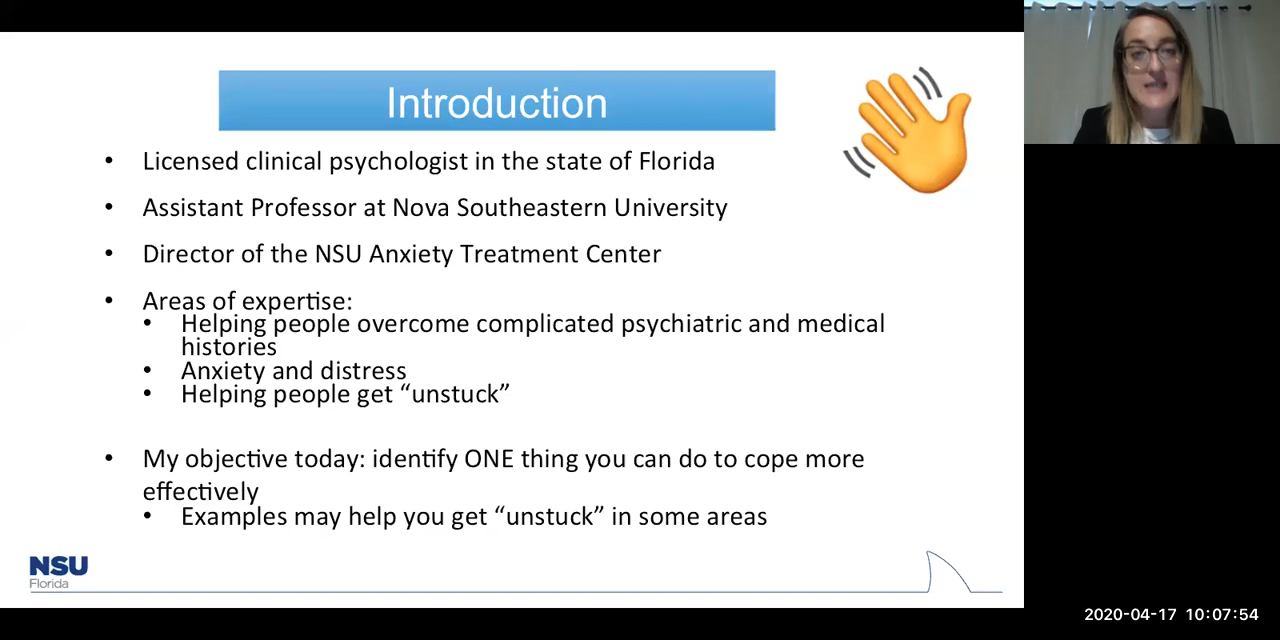 Introduction
• Licensed clinical psychologist in the state of Florida
• Assistant Professor at Nova Southeastern University
• Director of the NSU Anxiety Treatment Center
• Areas of expertise:
• Helping people overcome complicated psychiatric and medical
histories
• Anxiety and distress
• Helping people get “unstuck”
• My objective today: identify ONE thing you can do to cope more
effectively
• Examples may help you get “unstuck” in some areas
NSU
Florida
2020-04-17 10:07:54